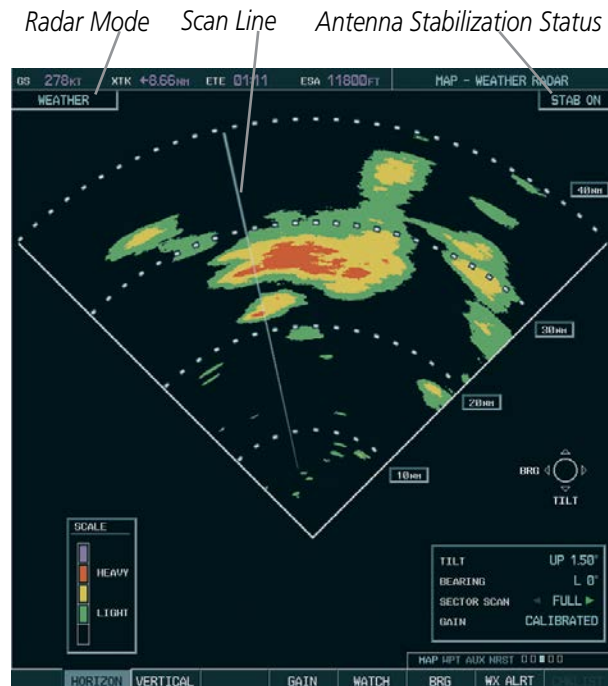 Radar Mode Scan Line Antenna Stabilization Status
GS 278KT XTK ←8.66NM ETE 01:11 ESA 11800FT MAP - WEATHER RADAR
WEATHER STAB ON
40NM
30NM
20NM
10NM
BRG
TILT
SCALE
HEAVY
LIGHT
TILT UP 1.50°
BEARING L 0°
SECTOR SCAN ◄ FULL ►
GAIN CALIBRATED
MAP WPT AUX NRST
HORIZON VERTICAL GAIN WATCH BRG WX ALRT CHKLIST